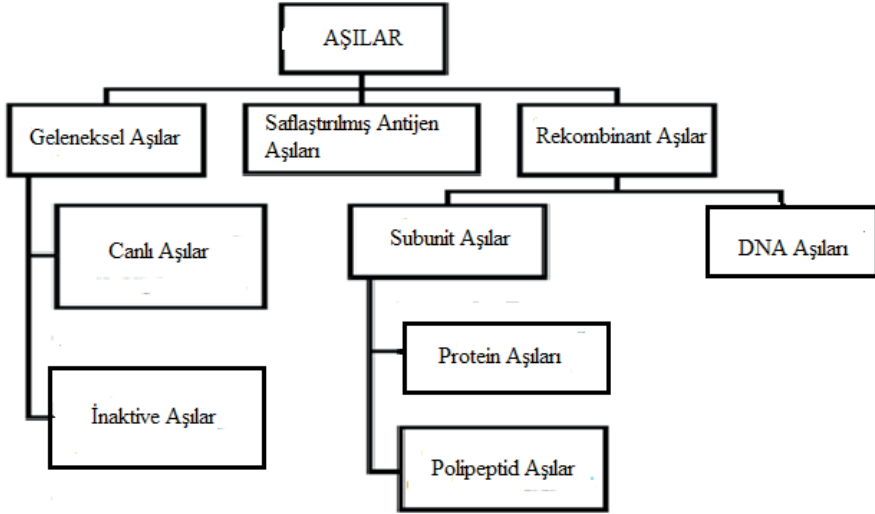 AŞILAR
Geleneksel Aşılar
Saflaştırılmış Antijen
Aşıları
Rekombinant Aşılar
Canlı Aşılar
Subunit Aşılar
DNA Aşıları
Protein Aşıları
İnaktive Aşılar
Polipeptid Aşılar